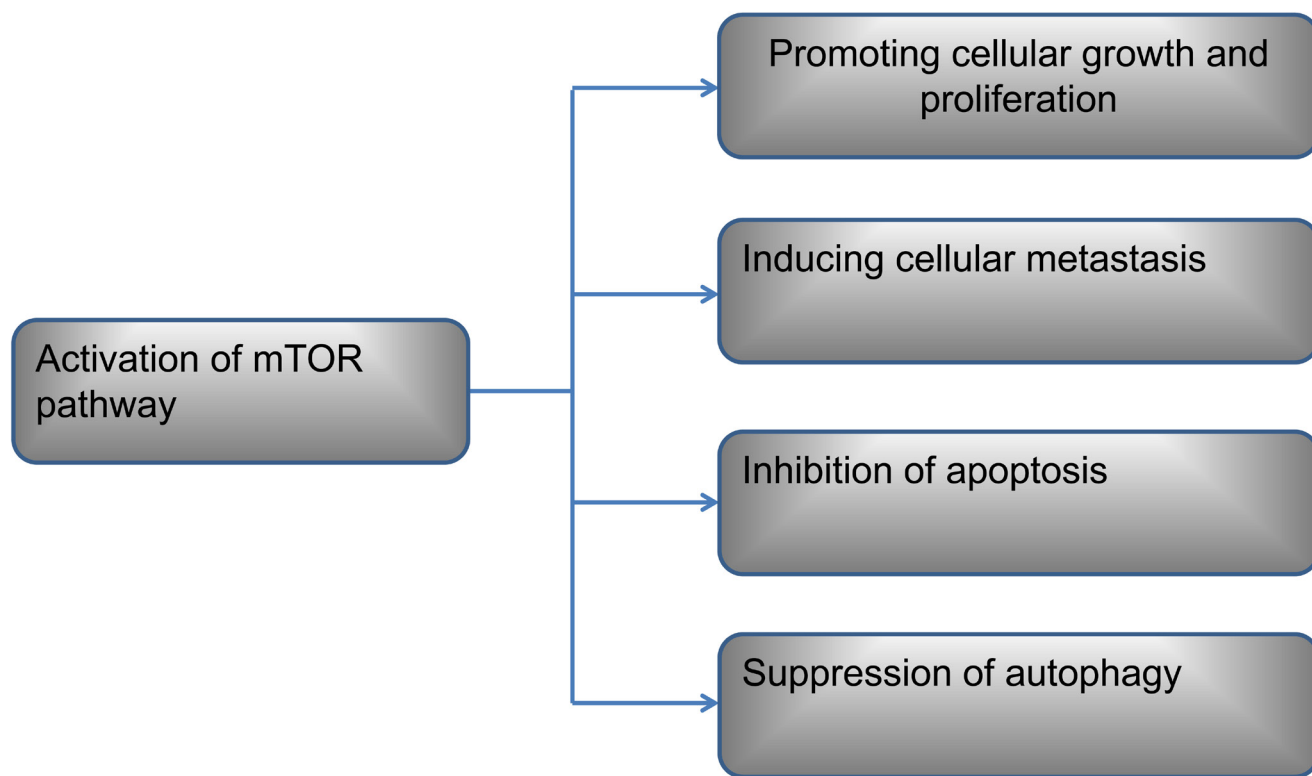 Promoting cellular growth and
proliferation
Inducing cellular metastasis
Activation of mTOR
pathway
Inhibition of apoptosis
Suppression of autophagy